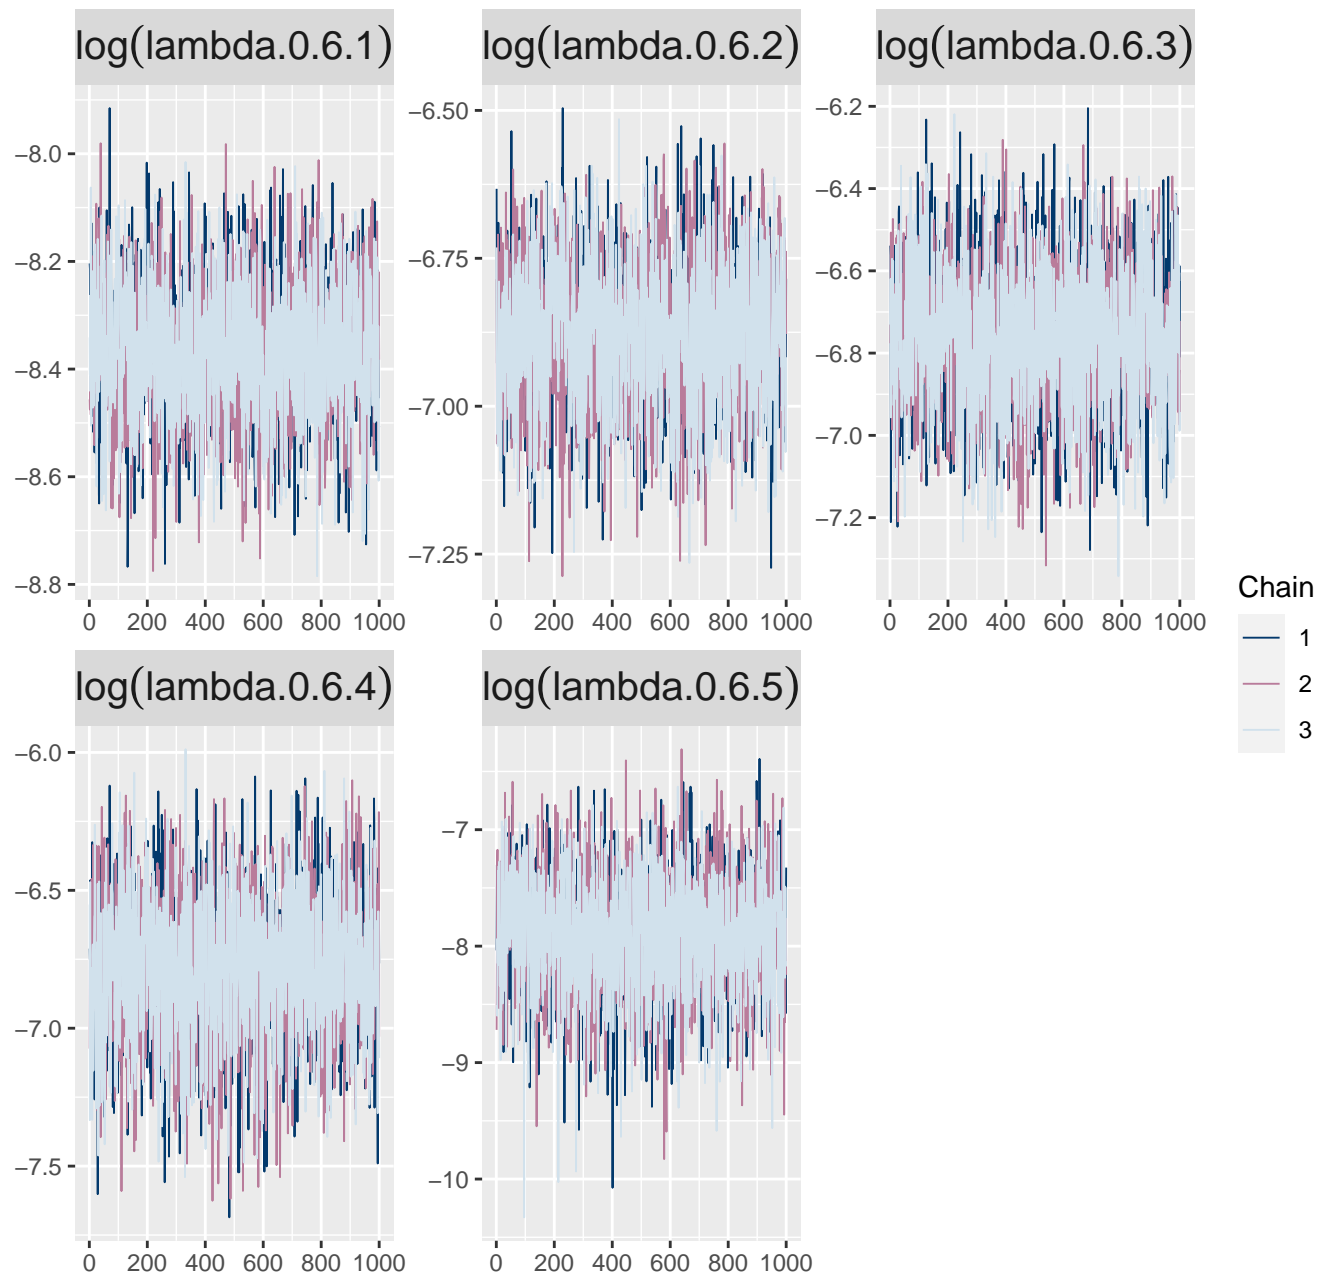 log(lambda.0.6.1)
log(lambda.0.6.2)
log(lambda.0.6.3)
−8.0
−8.2
−8.4
−8.6
−8.8
−6.50
−6.75
−7.00
−7.25
−6.2
−6.4
−6.6
−6.8
−7.0
−7.2
0 200 400 600 800 1000
0 200 400 600 800 1000
0 200 400 600 800 1000
log(lambda.0.6.4)
log(lambda.0.6.5)
−6.0
−6.5
−7.0
−7.5
−7
−8
−9
−10
0 200 400 600 800 1000
0 200 400 600 800 1000
Chain
1
2
3